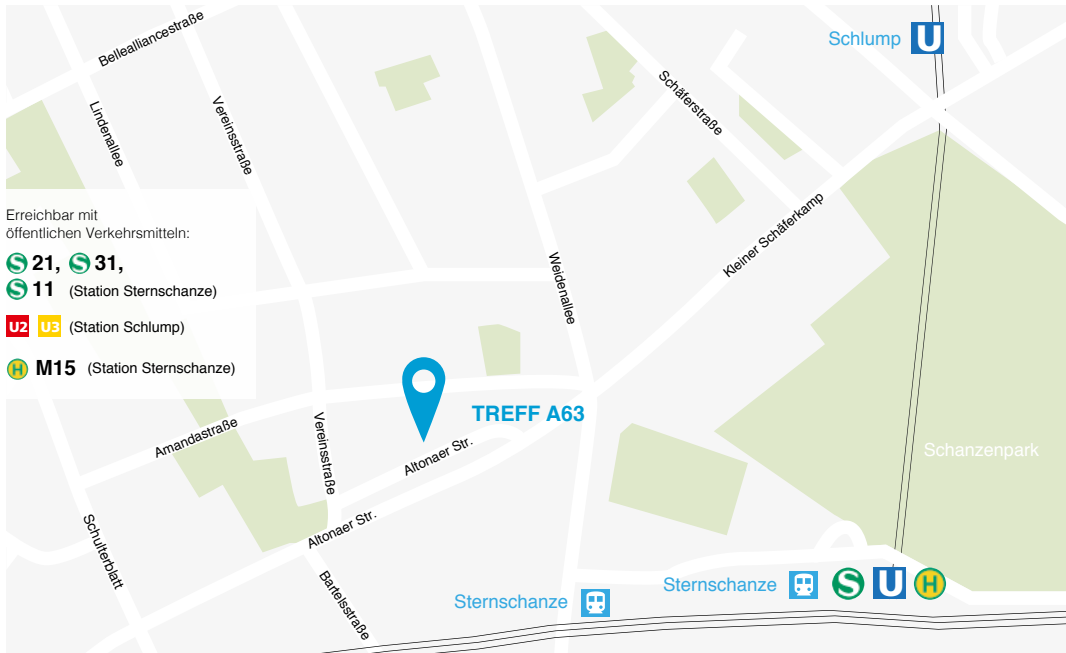 Schlump U
Bellealliancestraße
Lindenallee
Vereinsstraße
Schäferstraße
Erreichbar mit
öffentlichen Verkehrsmitteln:
S 21, S 31,
S 11 (Station Sternschanze)
U2 U3 (Station Schlump)
H M15 (Station Sternschanze)
Kleiner Schäferkamp
Weidenallee
TREFF A63
Amandastraße
Vereinsstraße
Altonaer Str.
Schanzenpark
Altonaer Str.
Schulterblatt
Bartelsstraße
Sternschanze
Sternschanze S U H